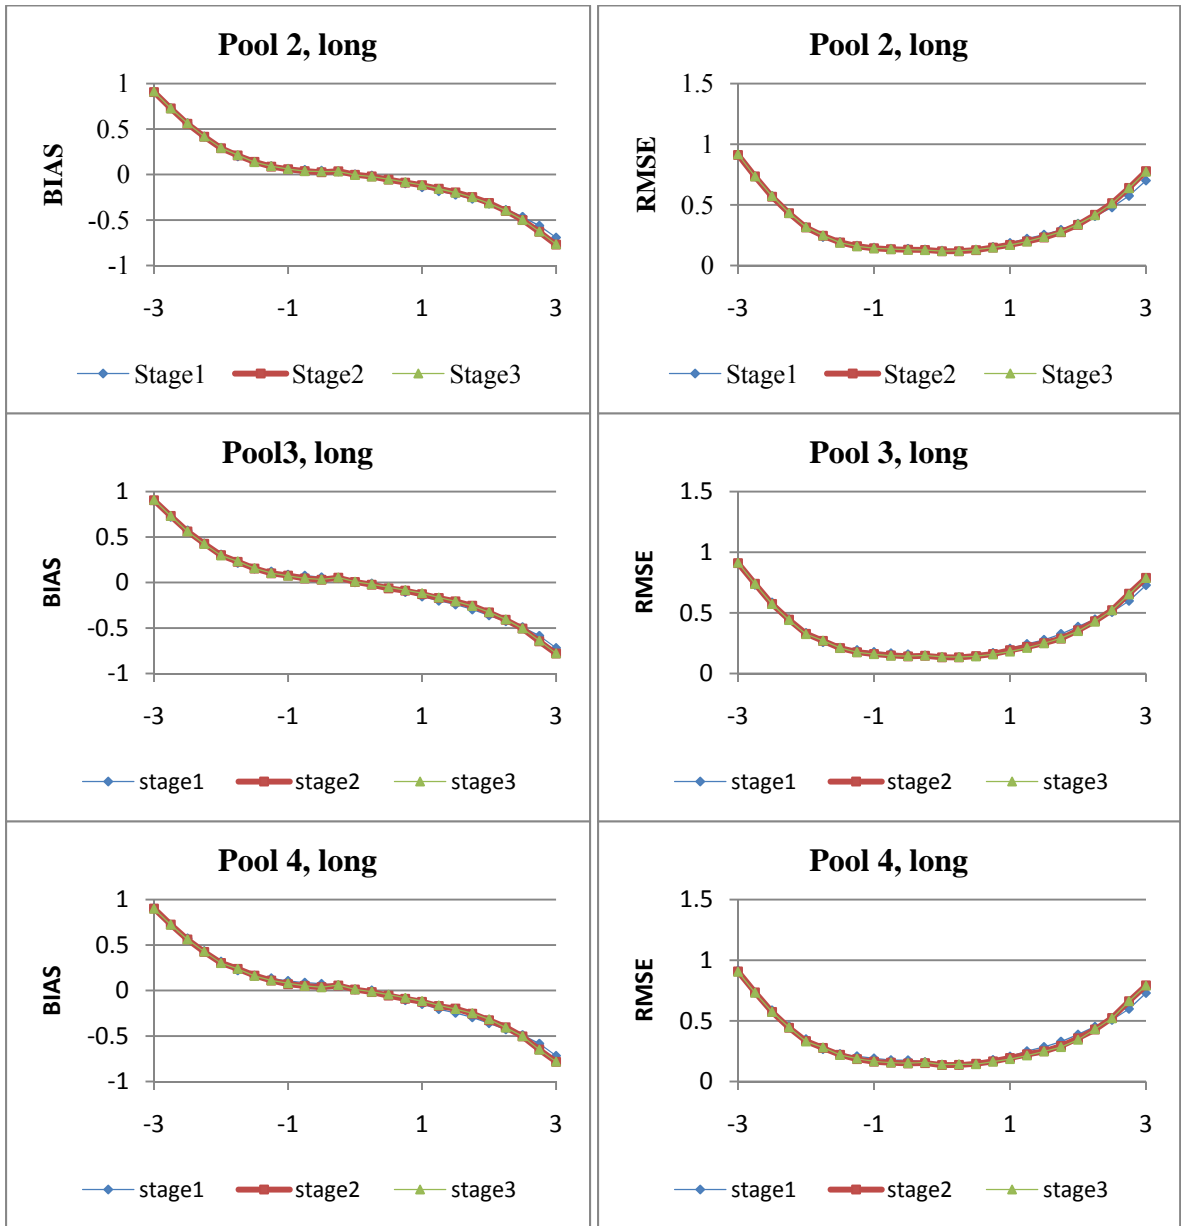 Pool 2, long
BIAS
1
0.5
0
-0.5
-1
-3 -1 1 3
Stage1 Stage2 Stage3
Pool 2, long
RMSE
1.5
1
0.5
0
-3 -1 1 3
Stage1 Stage2 Stage3
Pool3, long
BIAS
1
0.5
0
-0.5
-1
-3 -1 1 3
stage1 stage2 stage3
Pool 3, long
RMSE
1.5
1
0.5
0
-3 -1 1 3
stage1 stage2 stage3
Pool 4, long
BIAS
1
0.5
0
-0.5
-1
-3 -1 1 3
stage1 stage2 stage3
Pool 4, long
RMSE
1.5
1
0.5
0
-3 -1 1 3
stage1 stage2 stage3